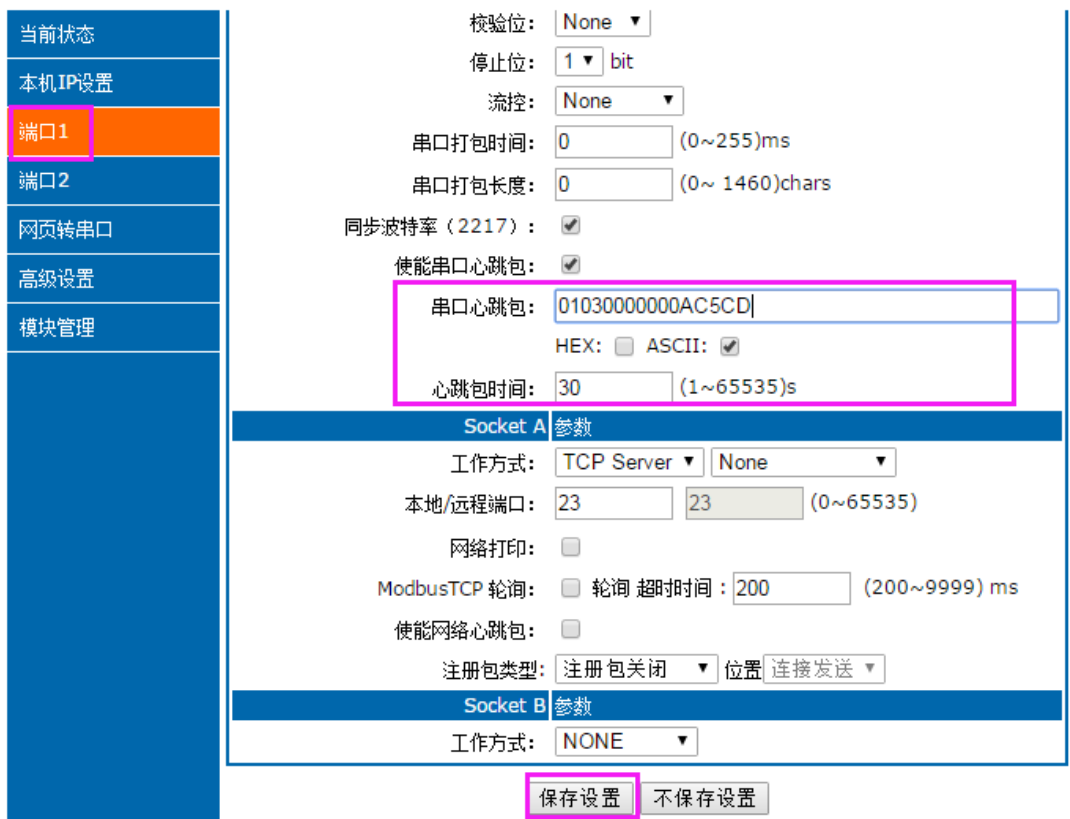 当前状态
本机IP设置
端口1
端口2
网页转串口
高级设置
模块管理
校验位: None
停止位: 1 bit
流控: None
串口打包时间: 0 (0~255)ms
串口打包长度: 0 (0~ 1460)chars
同步波特率（2217）:
使能串口心跳包:
串口心跳包: 01030000000AC5CD
HEX: ASCII:
心跳包时间: 30 (1~65535)s
Socket A 参数
工作方式: TCP Server None
本地/远程端口: 23 23 (0~65535)
网络打印:
ModbusTCP 轮询: 轮询 超时时间：200 (200~9999) ms
使能网络心跳包:
注册包类型: 注册包关闭 位置 连接发送
Socket B 参数
工作方式: NONE
保存设置 不保存设置